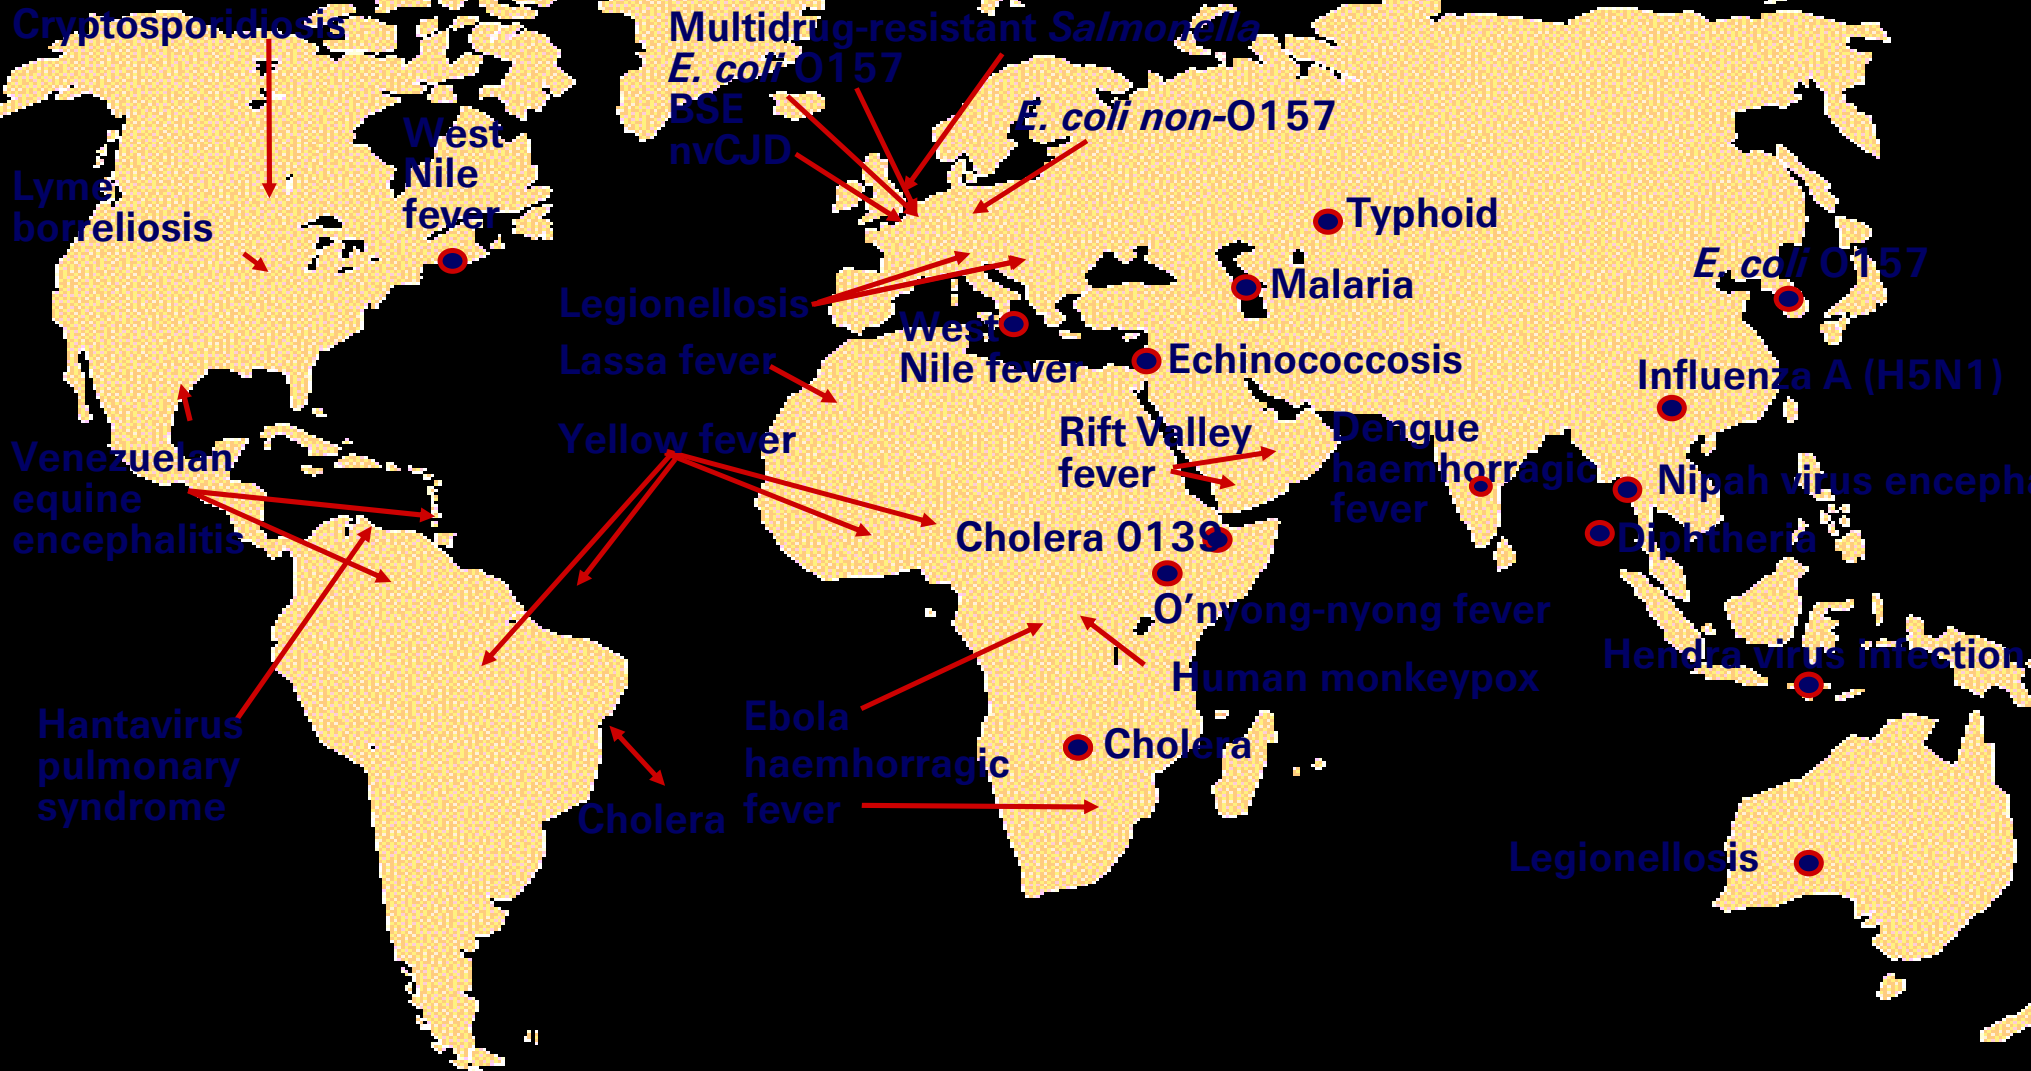 Cryptosporidiosis
Multidrug-resistant Salmonella
E. coli O157
BSE
nvCJD
E. coli non-O157
West
Nile
fever
Lyme
borreliosis
Typhoid
E. coli O157
Malaria
Legionellosis
West
Nile fever
Lassa fever
Echinococcosis
Influenza A (H5N1)
Yellow fever
Rift Valley
fever
Dengue
haemhorragic
fever
Venezuelan
equine
encephalitis
Nipah virus encepha
Cholera 0139
Diphtheria
O’nyong-nyong fever
Hendra virus infection
Human monkeypox
Hantavirus
pulmonary
syndrome
Ebola
haemhorragic
fever
Cholera
Cholera
Legionellosis